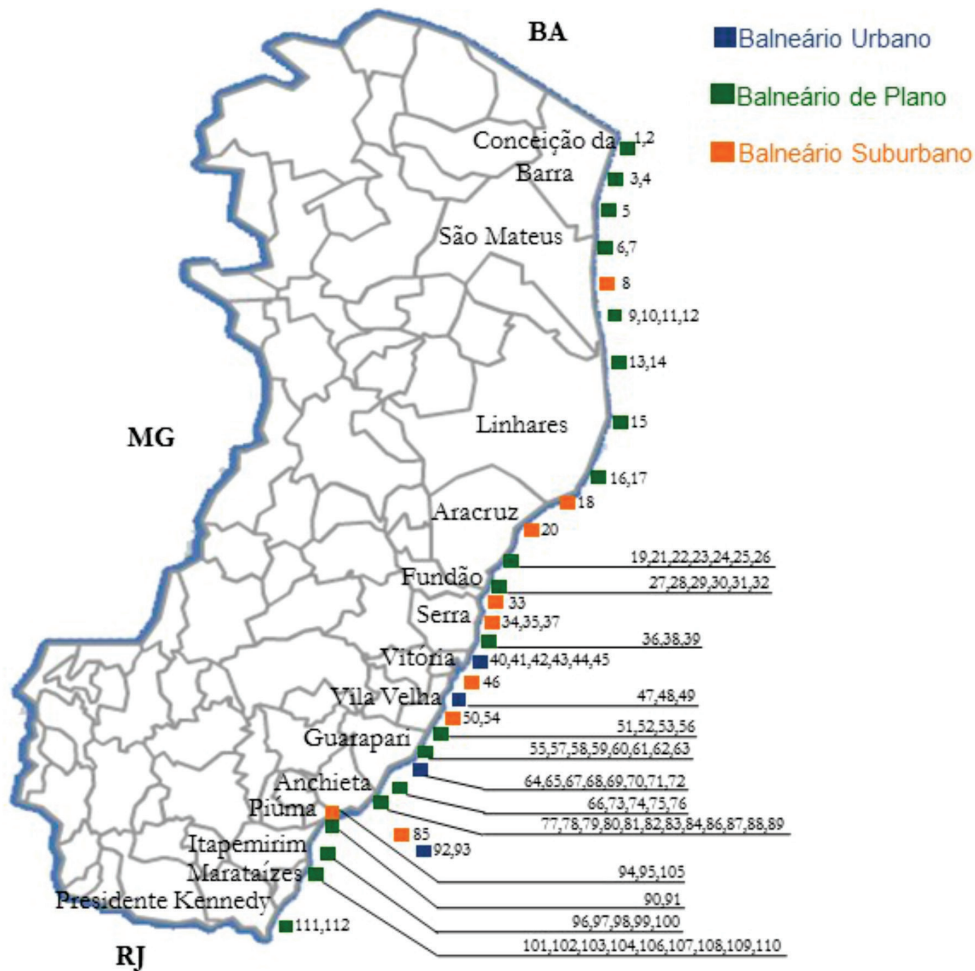 BA
Balneário Urbano
Balneário de Plano
Balneário Suburbano
Conceição da
Barra
1,2
3,4
5
São Mateus
6,7
8
9,10,11,12
13,14
Linhares
15
MG
16,17
18
Aracruz
20
19,21,22,23,24,25,26
Fundão
27,28,29,30,31,32
33
Serra
34,35,37
36,38,39
Vitória
40,41,42,43,44,45
46
Vila Velha
47,48,49
50,54
51,52,53,56
Guarapari
55,57,58,59,60,61,62,63
Anchieta
64,65,67,68,69,70,71,72
66,73,74,75,76
Piúma
77,78,79,80,81,82,83,84,86,87,88,89
85
Itapemirim
92,93
Marataízes
94,95,105
Presidente Kennedy
90,91
96,97,98,99,100
111,112
101,102,103,104,106,107,108,109,110
RJ